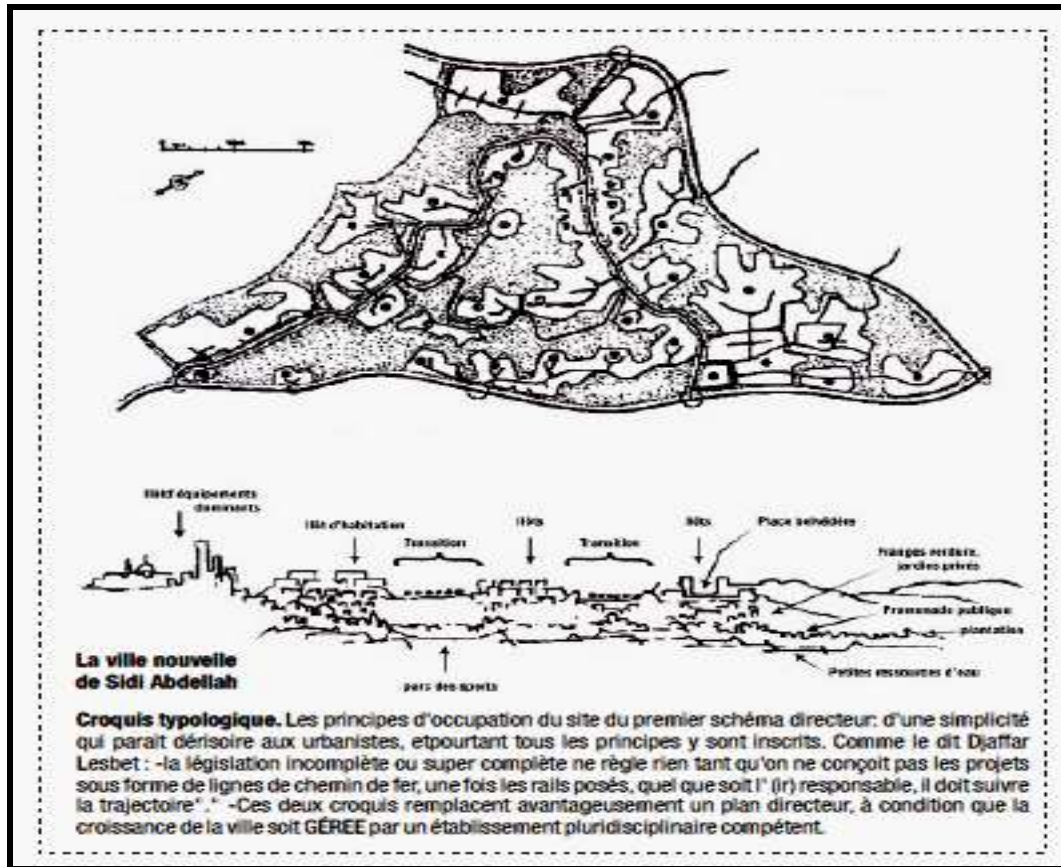 équipements
dominants
Ilôt d'habitation
Ilôts
Ilôts
Place belvédère
Transition
Transition
Franges verdure,
jardins privés
Promenade publique
plantation
Petites ressources d'eau
parc des sports
La ville nouvelle
de Sidi Abdellah
Croquis typologique. Les principes d'occupation du site du premier schéma directeur: d'une simplicité
qui parait dérisoire aux urbanistes, etpourtant tous les principes y sont inscrits. Comme le dit Djaffar
Lesbet : -la législation incomplète ou super complète ne règle rien tant qu'on ne conçoit pas les projets
sous forme de lignes de chemin de fer, une fois les rails posés, quel que soit l' (ir) responsable, il doit suivre
la trajectoire"." -Ces deux croquis remplacent avantageusement un plan directeur, à condition que la
croissance de la ville soit GÉREE par un établissement pluridisciplinaire compétent.